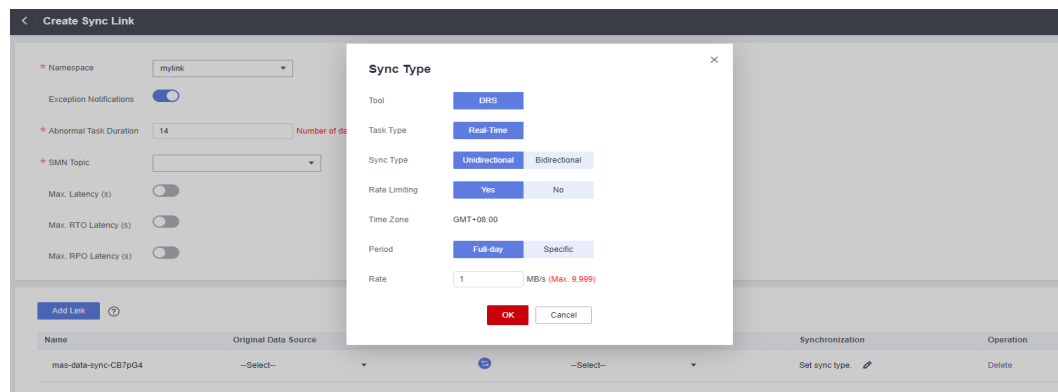 Create Sync Link
* Namespace mylink
Exception Notifications
* Abnormal Task Duration 14 Number of da
* SMN Topic
Max. Latency (s)
Max. RTO Latency (s)
Max. RPO Latency (s)
Sync Type
Tool DRS
Task Type Real-Time
Sync Type Unidirectional Bidirectional
Rate Limiting Yes No
Time Zone GMT+08:00
Period Full-day Specific
Rate 1 MB/s (Max. 9,999)
OK Cancel
Add Link ?
Name Original Data Source Synchronization Operation
mas-data-sync-CB7pG4 --Select-- --Select-- Set sync type. Delete